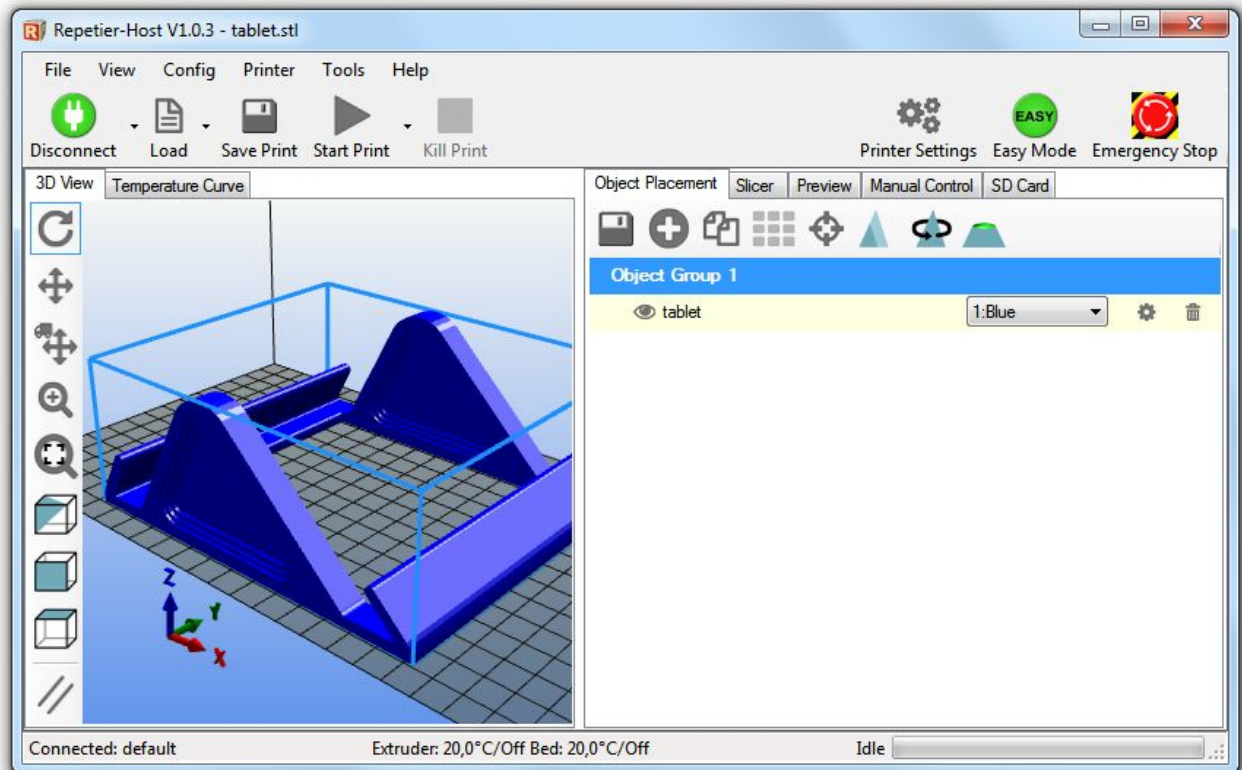 Repetier-Host V1.0.3 - tablet.stl
File View Config Printer Tools Help
EASY
Disconnect Load Save Print Start Print Kill Print Printer Settings Easy Mode Emergency Stop
3D View Temperature Curve Object Placement Slicer Preview Manual Control SD Card
Object Group 1
tablet 1:Blue
Z
Y
X
Connected: default Extruder: 20,0°C/Off Bed: 20,0°C/Off Idle